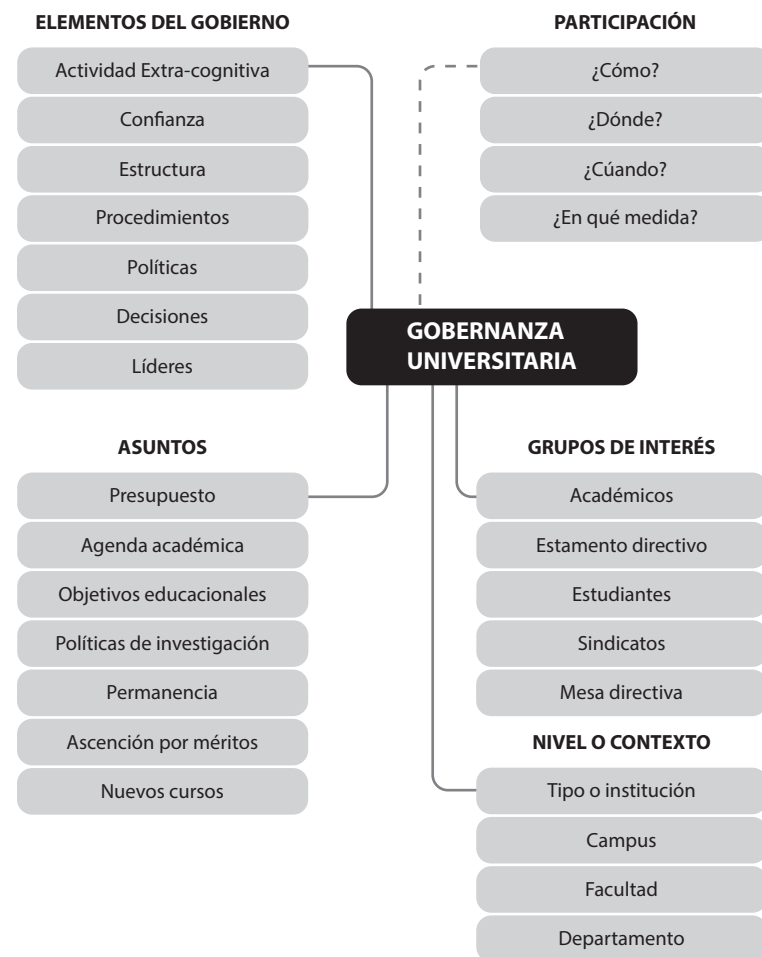 ELEMENTOS DEL GOBIERNO
Actividad Extra-cognitiva
Confianza
Estructura
Procedimientos
Políticas
Decisiones
Líderes
PARTICIPACIÓN
¿Cómo?
¿Dónde?
¿Cúando?
¿En qué medida?
GOBERNANZA
UNIVERSITARIA
ASUNTOS
Presupuesto
Agenda académica
Objetivos educacionales
Políticas de investigación
Permanencia
Ascención por méritos
Nuevos cursos
GRUPOS DE INTERÉS
Académicos
Estamento directivo
Estudiantes
Sindicatos
Mesa directiva
NIVEL O CONTEXTO
Tipo o institución
Campus
Facultad
Departamento